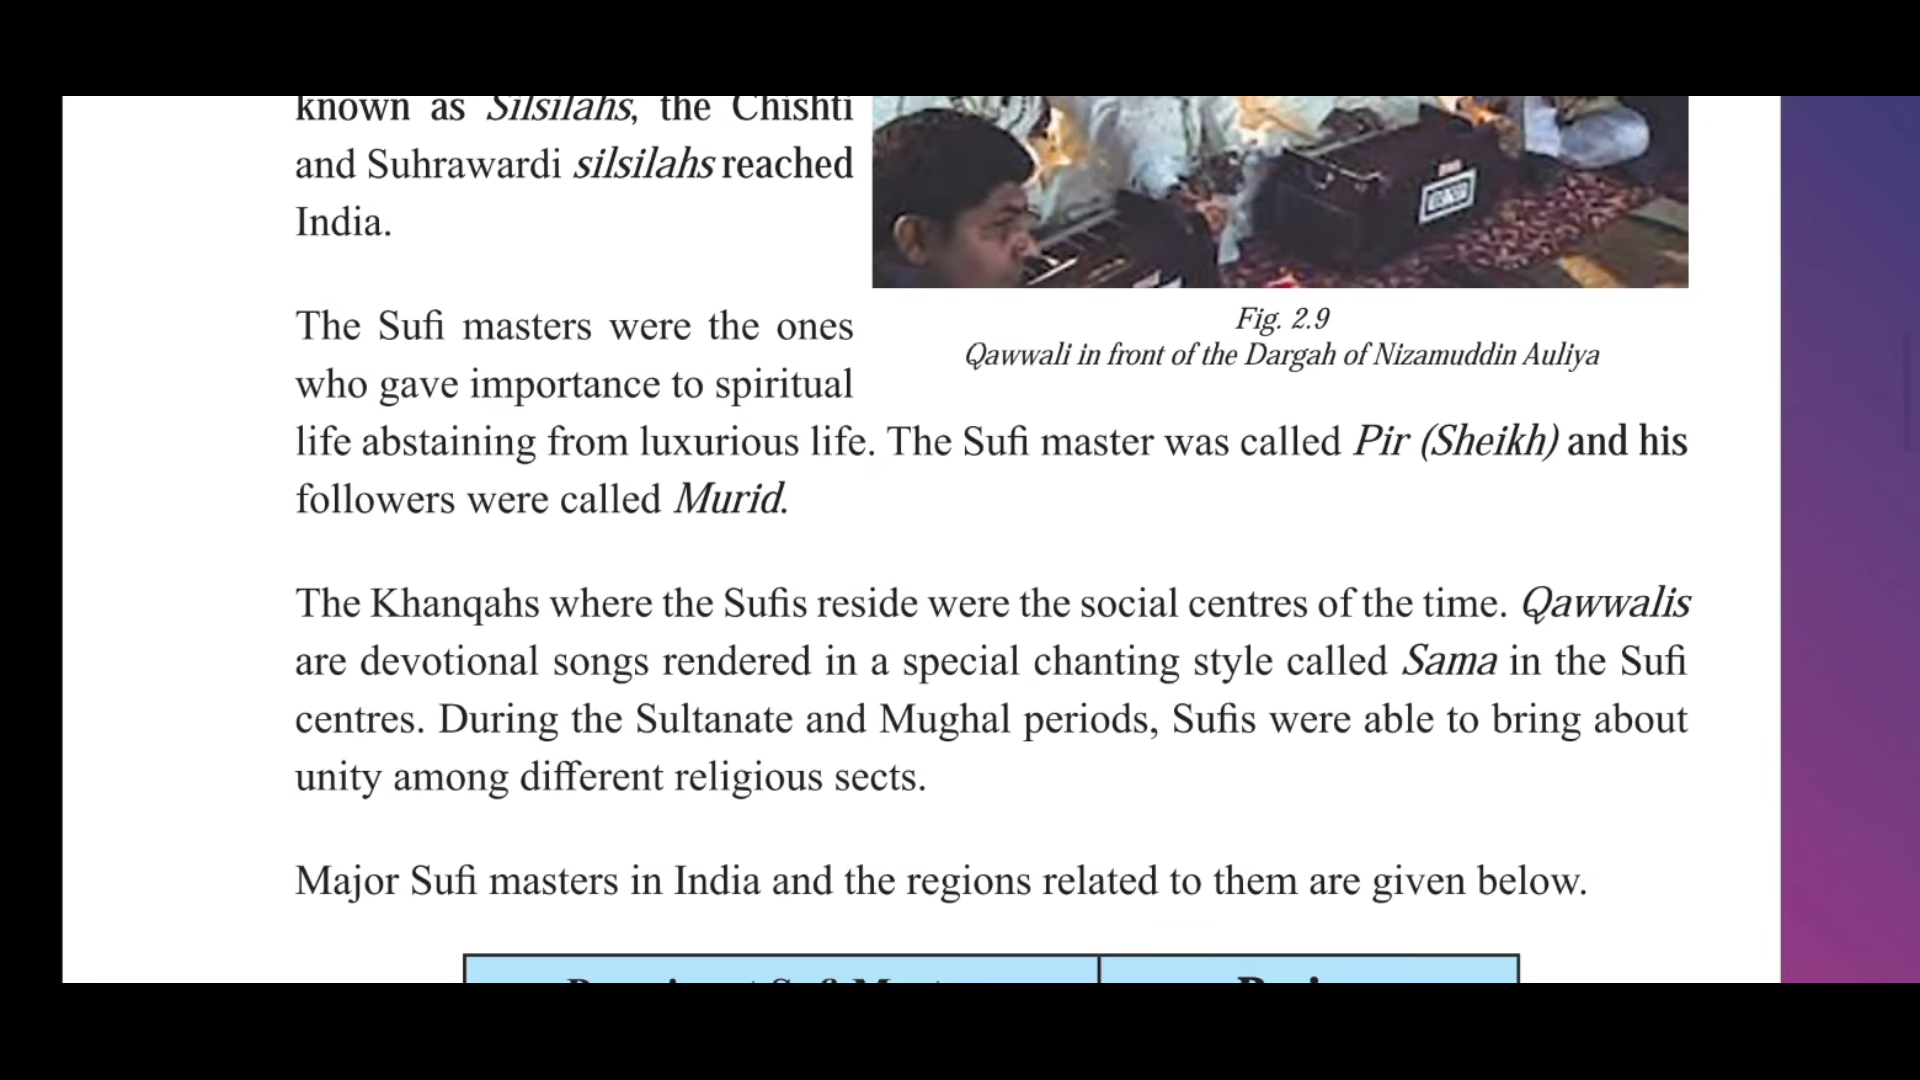 known as Silsilahs, the Chishti
and Suhrawardi silsilahs reached
India.
Fig. 2.9
Qawwali in front of the Dargah of Nizamuddin Auliya
The Sufi masters were the ones
who gave importance to spiritual
life abstaining from luxurious life. The Sufi master was called Pir (Sheikh) and his
followers were called Murid.
The Khanqahs where the Sufis reside were the social centres of the time. Qawwalis
are devotional songs rendered in a special chanting style called Sama in the Sufi
centres. During the Sultanate and Mughal periods, Sufis were able to bring about
unity among different religious sects.
Major Sufi masters in India and the regions related to them are given below.